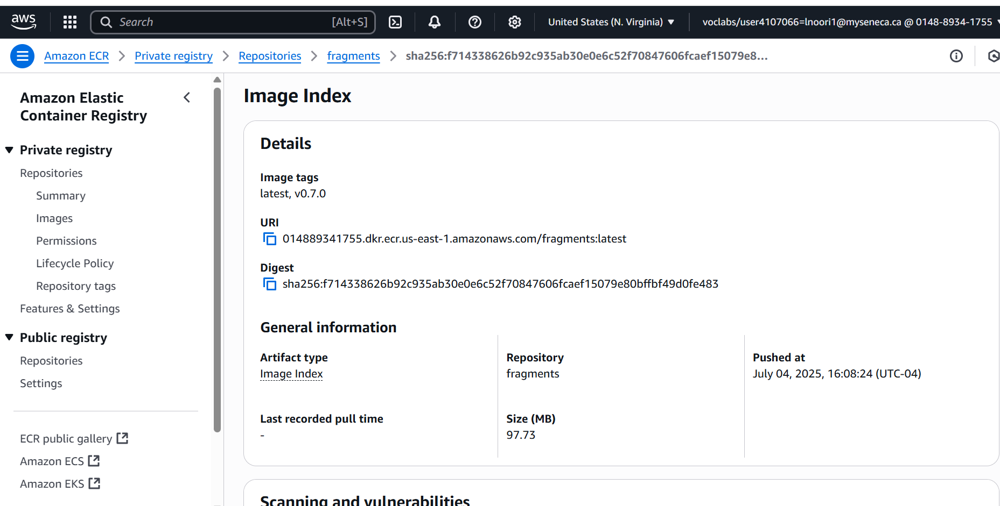 aws
Search [Alt+S]
United States (N. Virginia)
voclabs/user4107066=lnoori1@myseneca.ca @ 0148-8934-1755
Amazon ECR
Private registry
Repositories
fragments
sha256:f714338626b92c935ab30e0e6c52f70847606fcaef15079e8...
Amazon Elastic
Container Registry
Private registry
Repositories
Summary
Images
Permissions
Lifecycle Policy
Repository tags
Features & Settings
Public registry
Repositories
Settings
ECR public gallery
Amazon ECS
Amazon EKS
Image Index
Details
Image tags
latest, v0.7.0
URI
014889341755.dkr.ecr.us-east-1.amazonaws.com/fragments:latest
Digest
sha256:f714338626b92c935ab30e0e6c52f70847606fcaef15079e80bffbf49d0fe483
General information
Artifact type
Image Index
Repository
fragments
Pushed at
July 04, 2025, 16:08:24 (UTC-04)
Last recorded pull time
-
Size (MB)
97.73
Scanning and vulnerabilities